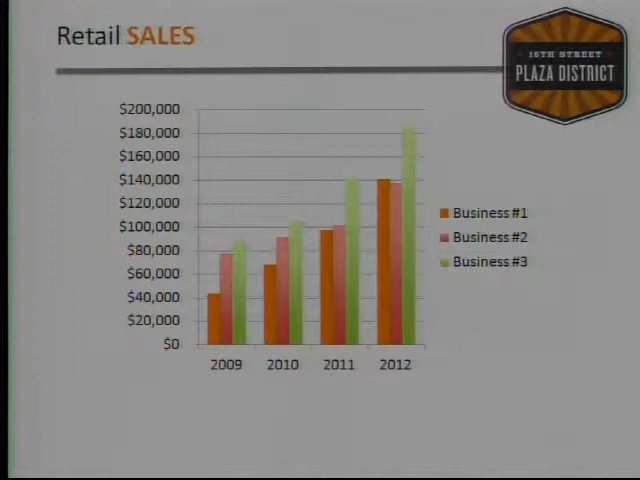 Retail SALES
16TH STREET
PLAZA DISTRICT
$200,000
$180,000
$160,000
$140,000
$120,000
$100,000
$80,000
$60,000
$40,000
$20,000
$0
2009 2010 2011 2012
Business #1
Business #2
Business #3